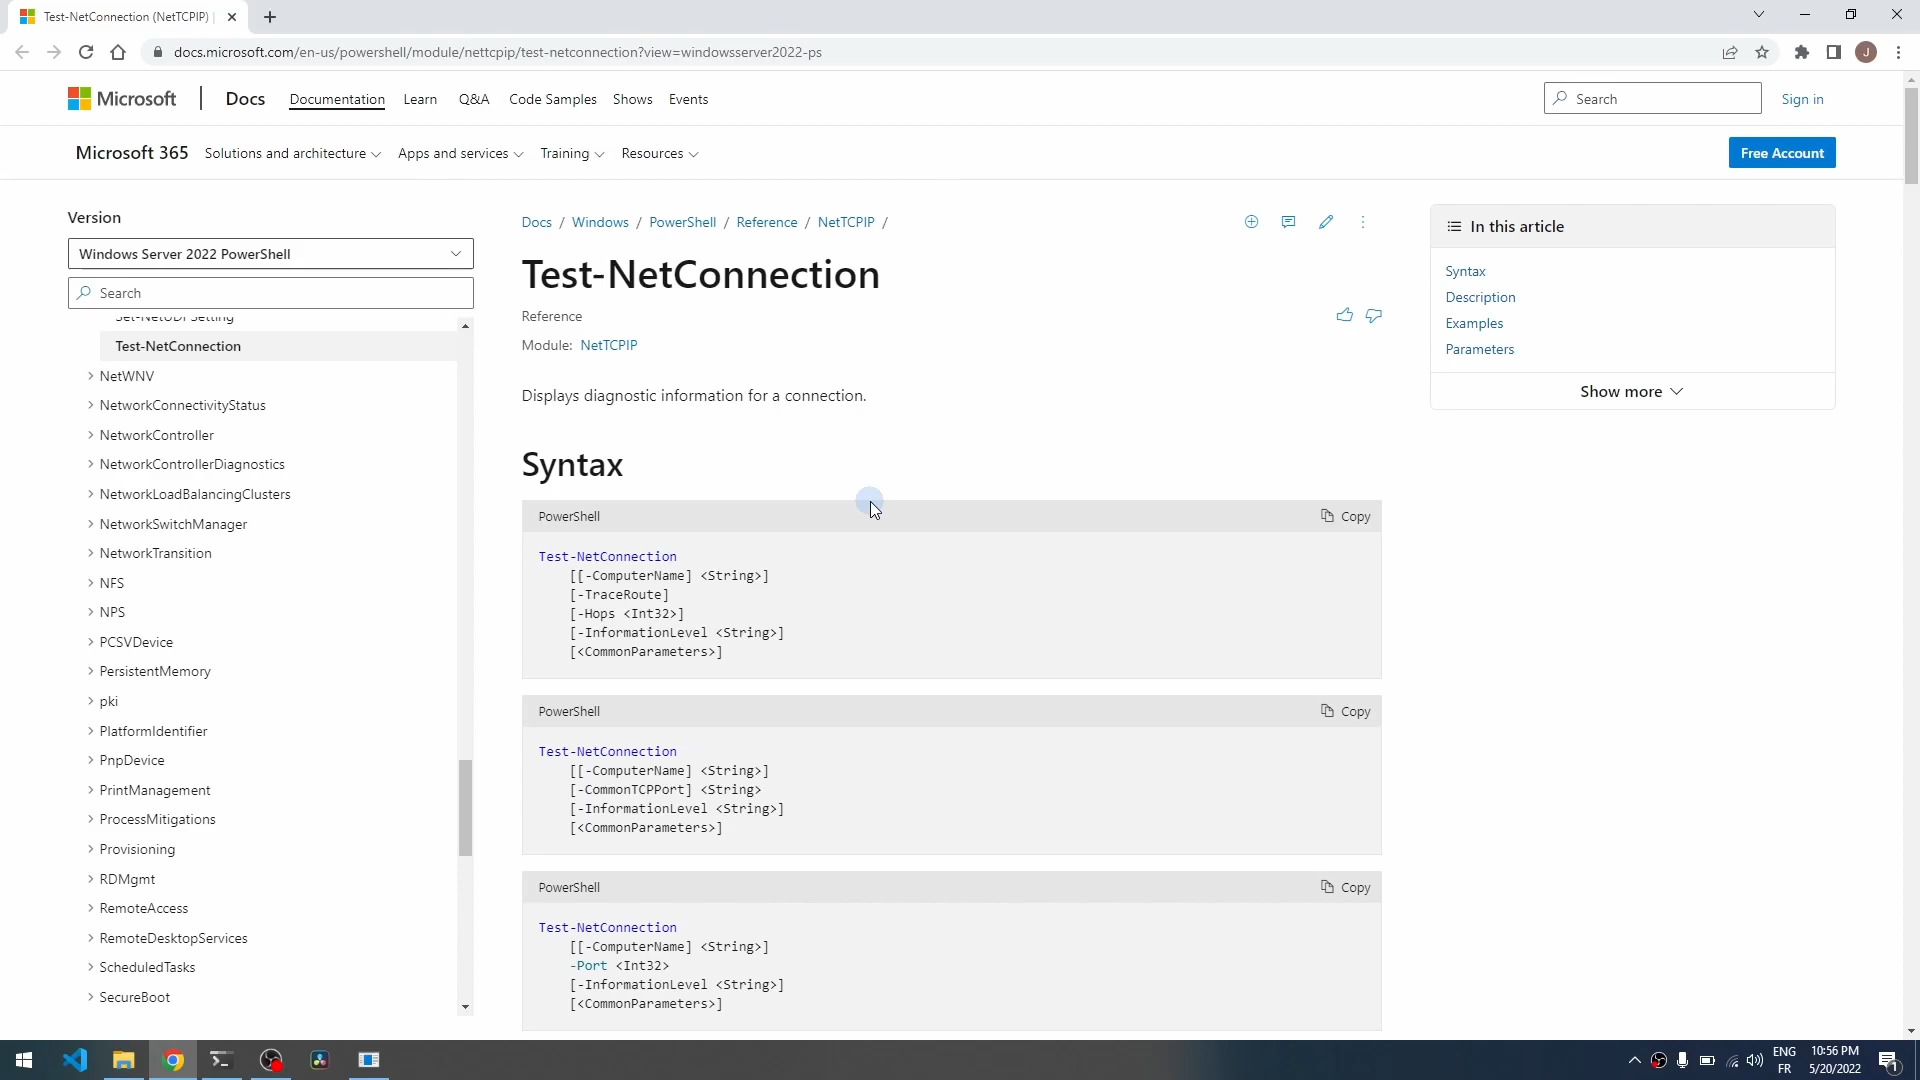 Test-NetConnection (NetTCPIP) |
docs.microsoft.com/en-us/powershell/module/nettcpip/test-netconnection?view=windowsserver2022-ps
J
Microsoft
Docs
Documentation
Learn
Q&A
Code Samples
Shows
Events
Search
Sign in
Microsoft 365
Solutions and architecture
Apps and services
Training
Resources
Free Account
Version
Windows Server 2022 PowerShell
Search
Set-NetUDPSetting
Test-NetConnection
NetWNV
NetworkConnectivityStatus
NetworkController
NetworkControllerDiagnostics
NetworkLoadBalancingClusters
NetworkSwitchManager
NetworkTransition
NFS
NPS
PCSVDevice
PersistentMemory
pki
PlatformIdentifier
PnpDevice
PrintManagement
ProcessMitigations
Provisioning
RDMgmt
RemoteAccess
RemoteDesktopServices
ScheduledTasks
SecureBoot
Docs / Windows / PowerShell / Reference / NetTCPIP /
Test-NetConnection
Reference
Module: NetTCPIP
Displays diagnostic information for a connection.
Syntax
PowerShell
Copy
Test-NetConnection
[[-ComputerName] <String>]
[-TraceRoute]
[-Hops <Int32>]
[-InformationLevel <String>]
[<CommonParameters>]
PowerShell
Copy
Test-NetConnection
[[-ComputerName] <String>]
[-CommonTCPPort] <String>
[-InformationLevel <String>]
[<CommonParameters>]
PowerShell
Copy
Test-NetConnection
[[-ComputerName] <String>]
-Port <Int32>
[-InformationLevel <String>]
[<CommonParameters>]
In this article
Syntax
Description
Examples
Parameters
Show more
ENG
FR
10:56 PM
5/20/2022
1